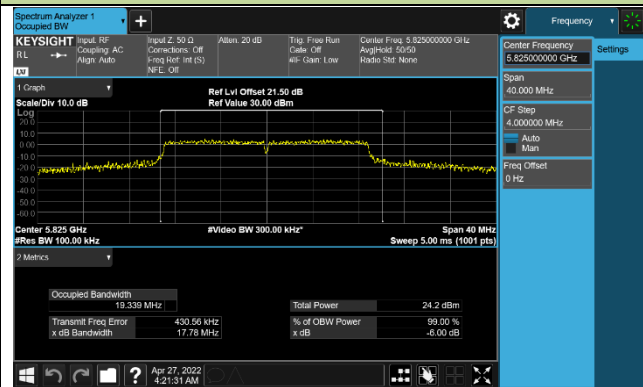 Spectrum Analyzer 1
Occupied BW
Frequency
KEYSIGHT
RL
LXI
Input: RF
Coupling: AC
Align: Auto
Input Z: 50 Ω
Corrections: Off
Freq Ref: Int (S)
NFE: Off
Atten: 20 dB
Trig: Free Run
Gate: Off
#IF Gain: Low
Center Freq: 5.825000000 GHz
Avg|Hold: 50/50
Radio Std: None
Center Frequency
5.825000000 GHz
Settings
Span
40.000 MHz
CF Step
4.000000 MHz
Auto
Man
Freq Offset
0 Hz
1 Graph
Scale/Div 10.0 dB
Ref Lvl Offset 21.50 dB
Ref Value 30.00 dBm
Log
20.0
10.0
0.00
-10.0
-20.0
-30.0
-40.0
-50.0
-60.0
Center 5.825 GHz
#Res BW 100.00 kHz
#Video BW 300.00 kHz*
Span 40 MHz
Sweep 5.00 ms (1001 pts)
2 Metrics
Occupied Bandwidth
19.339 MHz
Transmit Freq Error 430.56 kHz
x dB Bandwidth 17.78 MHz
Total Power 24.2 dBm
% of OBW Power 99.00 %
x dB -6.00 dB
?
Apr 27, 2022
4:21:31 AM